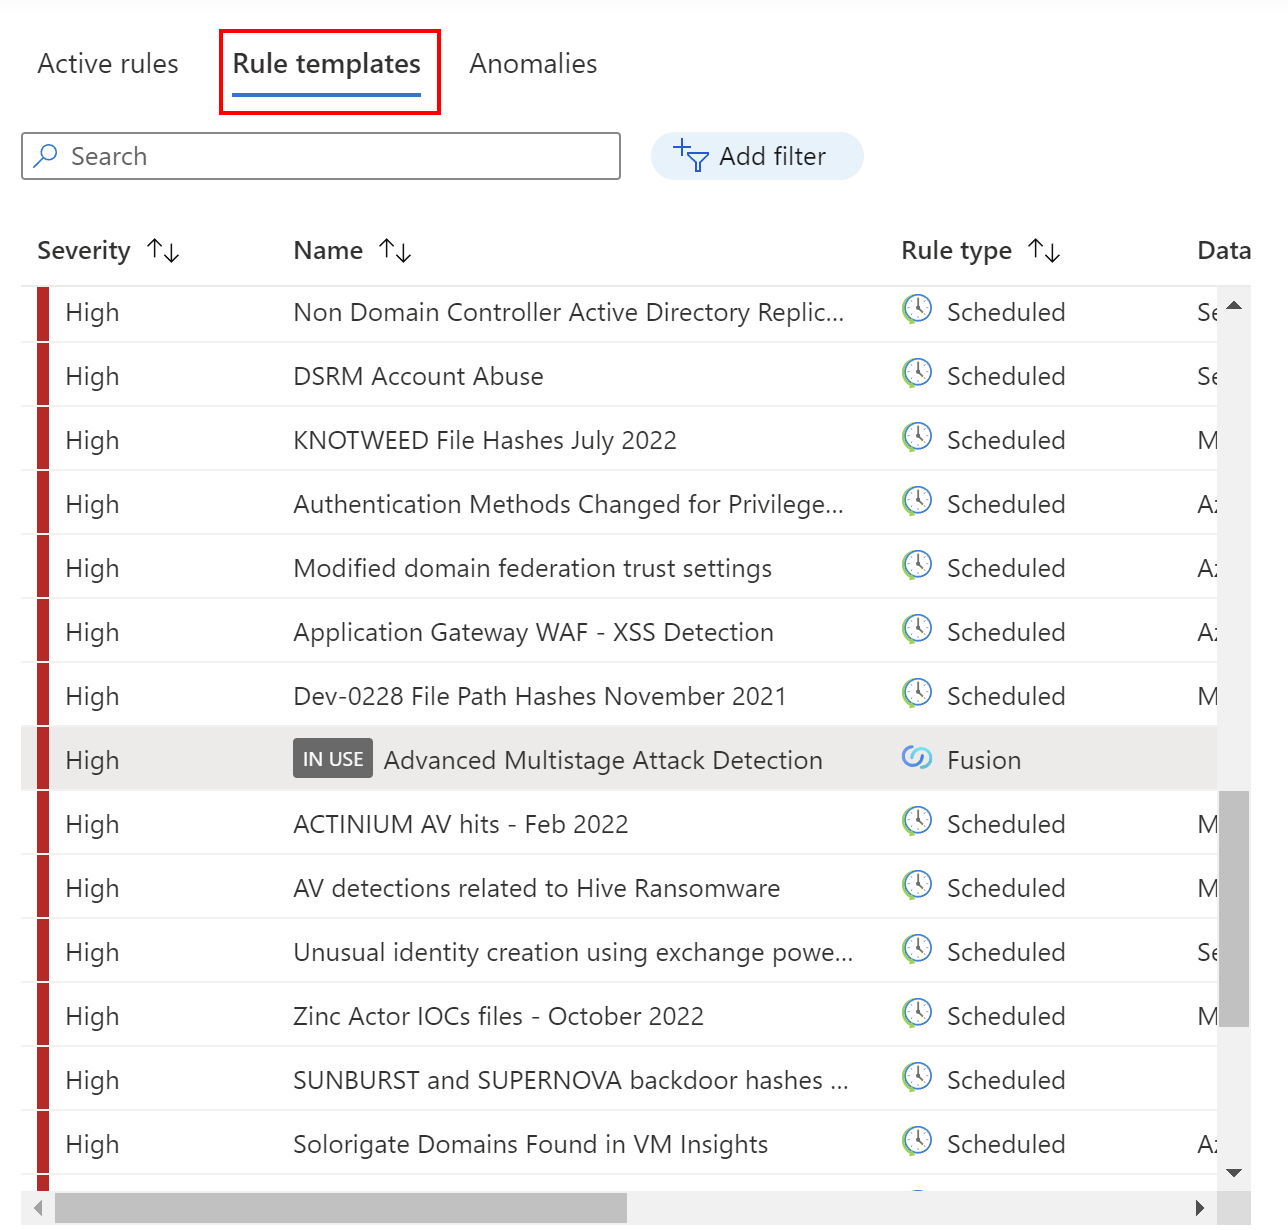 Active rules Rule templates Anomalies
Search Add filter
Severity Name Rule type Data
High Non Domain Controller Active Directory Replic... Scheduled Se
High DSRM Account Abuse Scheduled Se
High KNOTWEED File Hashes July 2022 Scheduled M
High Authentication Methods Changed for Privilege... Scheduled Az
High Modified domain federation trust settings Scheduled Az
High Application Gateway WAF - XSS Detection Scheduled Az
High Dev-0228 File Path Hashes November 2021 Scheduled M
High IN USE Advanced Multistage Attack Detection Fusion
High ACTINIUM AV hits - Feb 2022 Scheduled M
High AV detections related to Hive Ransomware Scheduled M
High Unusual identity creation using exchange powe... Scheduled Se
High Zinc Actor IOCs files - October 2022 Scheduled M
High SUNBURST and SUPERNOVA backdoor hashes ... Scheduled
High Solorigate Domains Found in VM Insights Scheduled Az